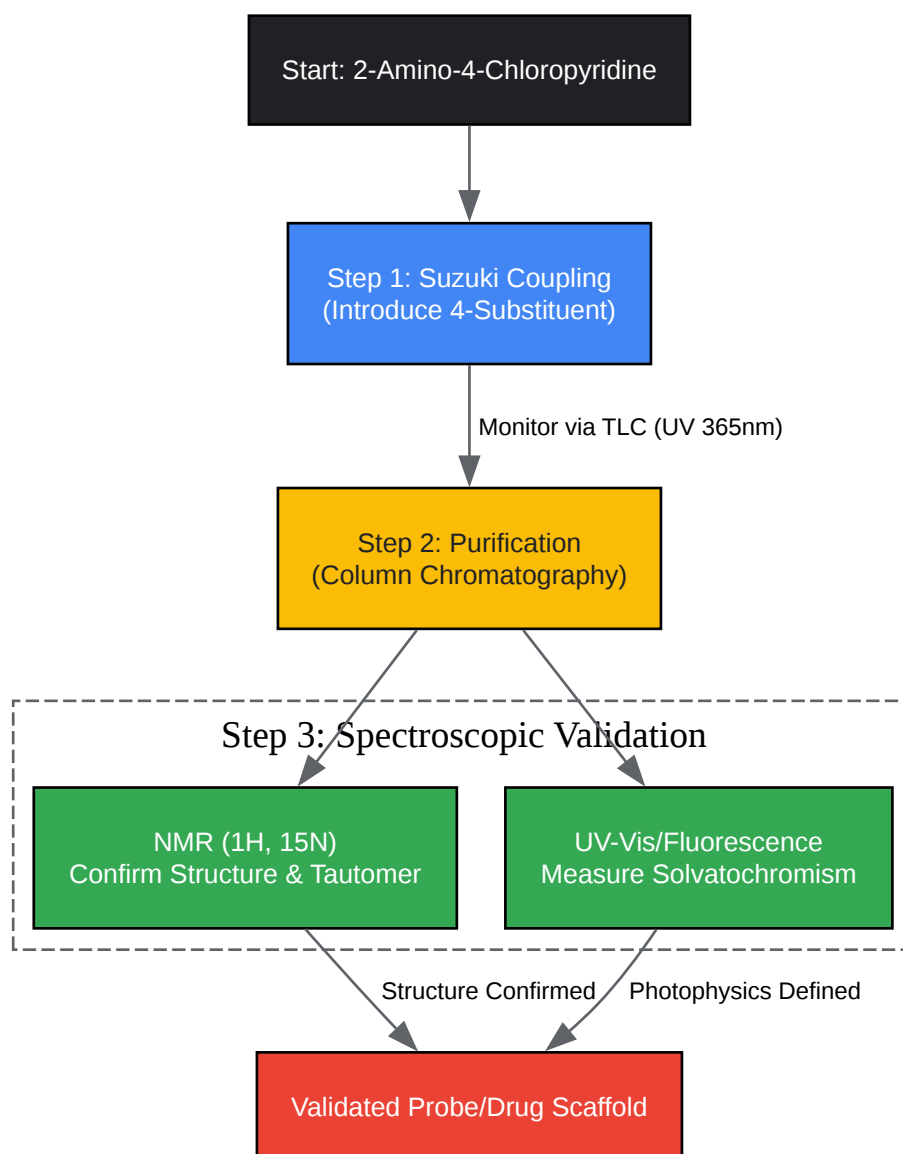 Start: 2-Amino-4-Chloropyridine
Step 1: Suzuki Coupling
(Introduce 4-Substituent)
Monitor via TLC (UV 365nm)
Step 2: Purification
(Column Chromatography)
Step 3: Spectroscopic Validation
NMR (1H, 15N)
Confirm Structure & Tautomer
UV-Vis/Fluorescence
Measure Solvatochromism
Structure Confirmed
Photophysics Defined
Validated Probe/Drug Scaffold